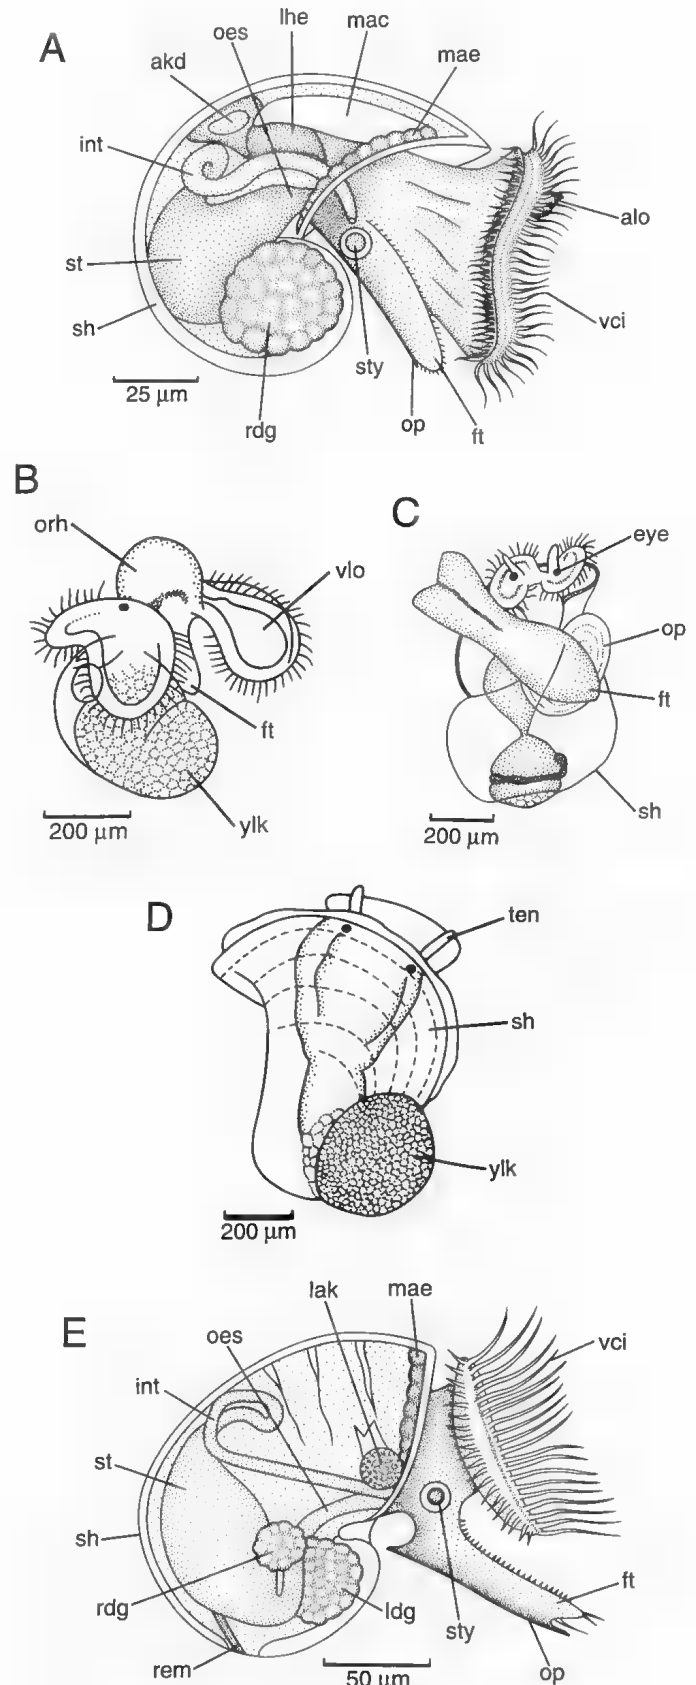 A
akd
oes
lhe
mac
mae
int
alo
st
sh
vci
25 µm
sty
rdg
op
ft
B
orh
vlo
ft
200 µm
ylk
C
eye
op
ft
200 µm
sh
D
ten
sh
ylk
200 µm
E
lak
mae
oes
vci
int
st
sh
rdg
ldg
ft
sty
rem
op
50 µm